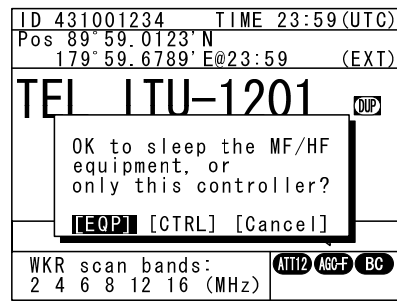 ID 431001234 TIME 23:59(UTC)
Pos 89°59.0123'N
179°59.6789'E@23:59 (EXT)
TEL ITU-1201 DUP
OK to sleep the MF/HF
equipment, or
only this controller?
[EQP] [CTRL] [Cancel]
WKR scan bands:
2 4 6 8 12 16 (MHz)
ATT12 AGC-F BC